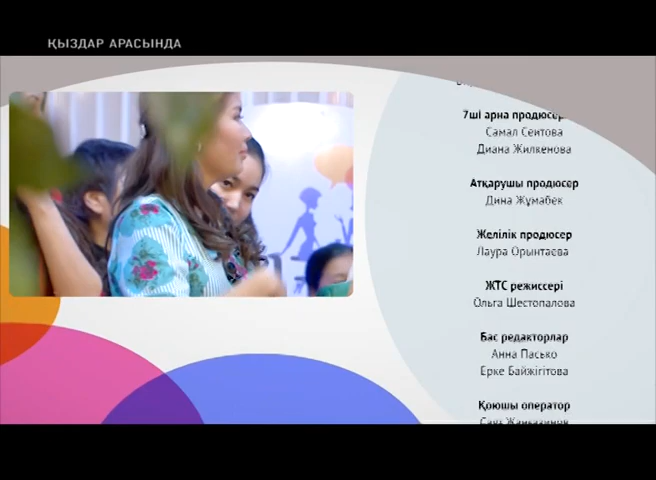 ҚЫЗДАР АРАСЫНДА
7ші арна продюсер
Самал Сеитова
Диана Жилкенова
Атқарушы продюсер
Дина Жұмабек
Желілік продюсер
Лаура Орынтаева
ЖТС режиссері
Ольга Шестопалова
Бас редакторлар
Анна Пасько
Ерке Байжігітова
Қоюшы оператор